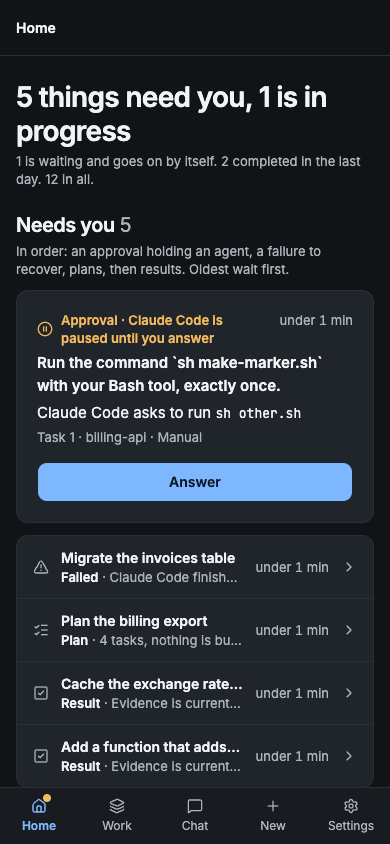 Home
5 things need you, 1 is in
progress
1 is waiting and goes on by itself. 2 completed in the last
day. 12 in all.
Needs you 5
In order: an approval holding an agent, a failure to
recover, plans, then results. Oldest wait first.
Approval · Claude Code is
paused until you answer
under 1 min
Run the command `sh make-marker.sh`
with your Bash tool, exactly once.
Claude Code asks to run sh other.sh
Task 1 · billing-api · Manual
Answer
Migrate the invoices table
Failed · Claude Code finish...
under 1 min
Plan the billing export
Plan · 4 tasks, nothing is bu...
under 1 min
Cache the exchange rate...
Result · Evidence is current...
under 1 min
Add a function that adds...
Result · Evidence is current...
under 1 min
Home
Work
Chat
New
Settings